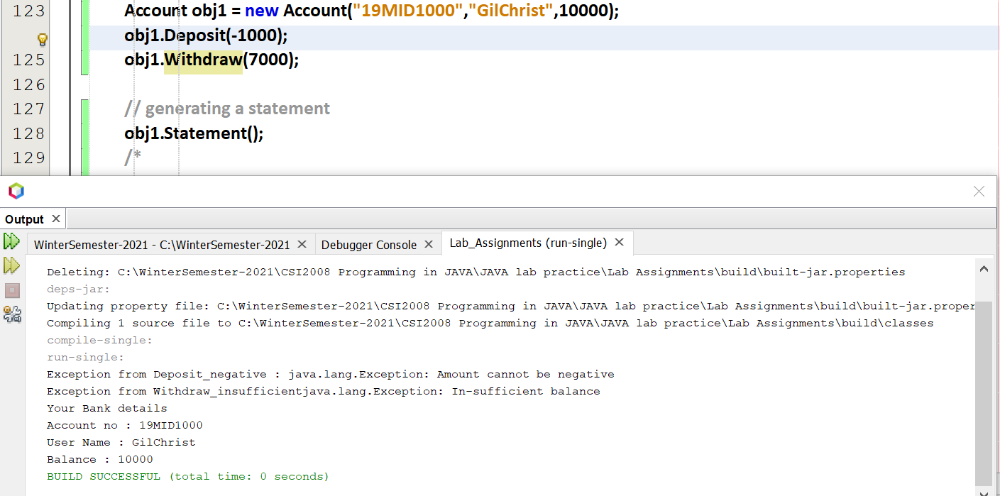 123 Account obj1 = new Account("19MID1000","GilChrist",10000);
obj1.Deposit(-1000);
125 obj1.Withdraw(7000);
126
127 // generating a statement
128 obj1.Statement();
129 /*
Output
WinterSemester-2021 - C:\WinterSemester-2021 Debugger Console Lab_Assignments (run-single)
Deleting: C:\WinterSemester-2021\CSI2008 Programming in JAVA\JAVA lab practice\Lab Assignments\build\built-jar.properties
deps-jar:
Updating property file: C:\WinterSemester-2021\CSI2008 Programming in JAVA\JAVA lab practice\Lab Assignments\build\built-jar.proper
Compiling 1 source file to C:\WinterSemester-2021\CSI2008 Programming in JAVA\JAVA lab practice\Lab Assignments\build\classes
compile-single:
run-single:
Exception from Deposit_negative : java.lang.Exception: Amount cannot be negative
Exception from Withdraw_insufficientjava.lang.Exception: In-sufficient balance
Your Bank details
Account no : 19MID1000
User Name : GilChrist
Balance : 10000
BUILD SUCCESSFUL (total time: 0 seconds)